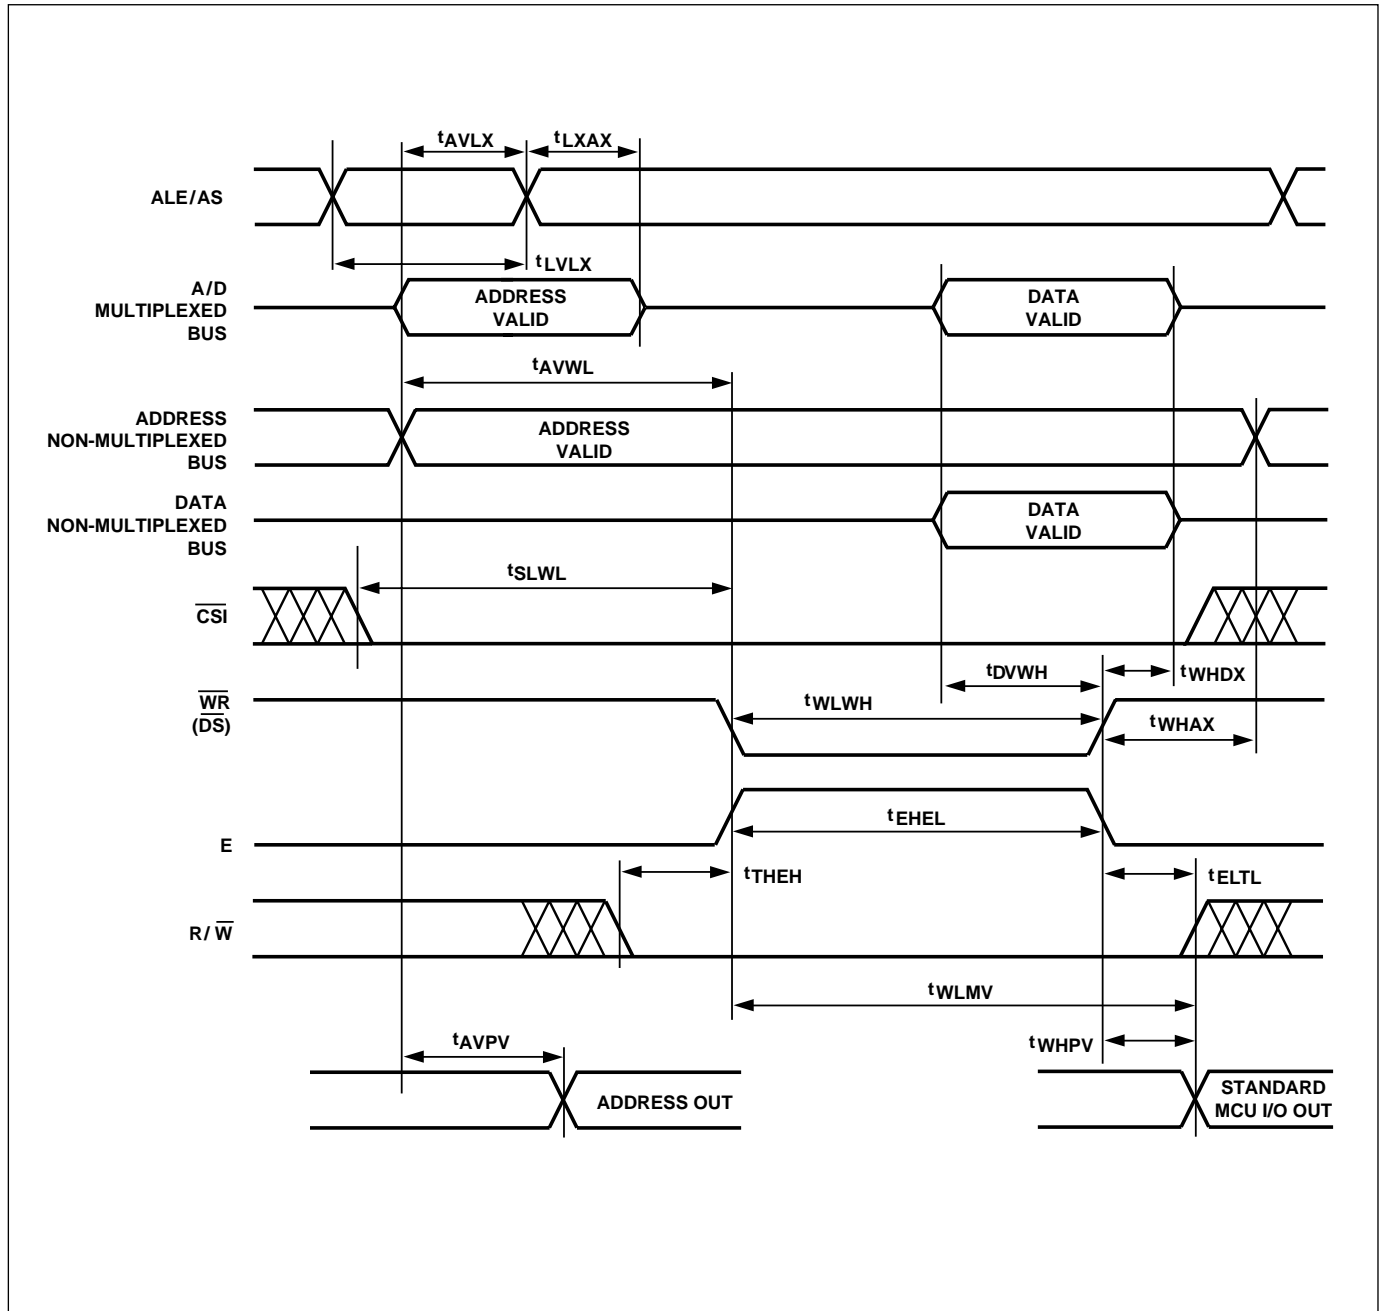 tAVLX tLXAX
ALE/AS
tLVLX
A/D
MULTIPLEXED
BUS
ADDRESS
VALID
DATA
VALID
tAVWL
ADDRESS
NON-MULTIPLEXED
BUS
ADDRESS
VALID
DATA
NON-MULTIPLEXED
BUS
DATA
VALID
tSLWL
CSI
tDVWH tWHDX
WR
(DS)
tWLWH
tWHAX
tEHEL
E
tTHEH tELTL
R/W
tWLMV
tAVPV tWHPV
ADDRESS OUT
STANDARD
MCU I/O OUT